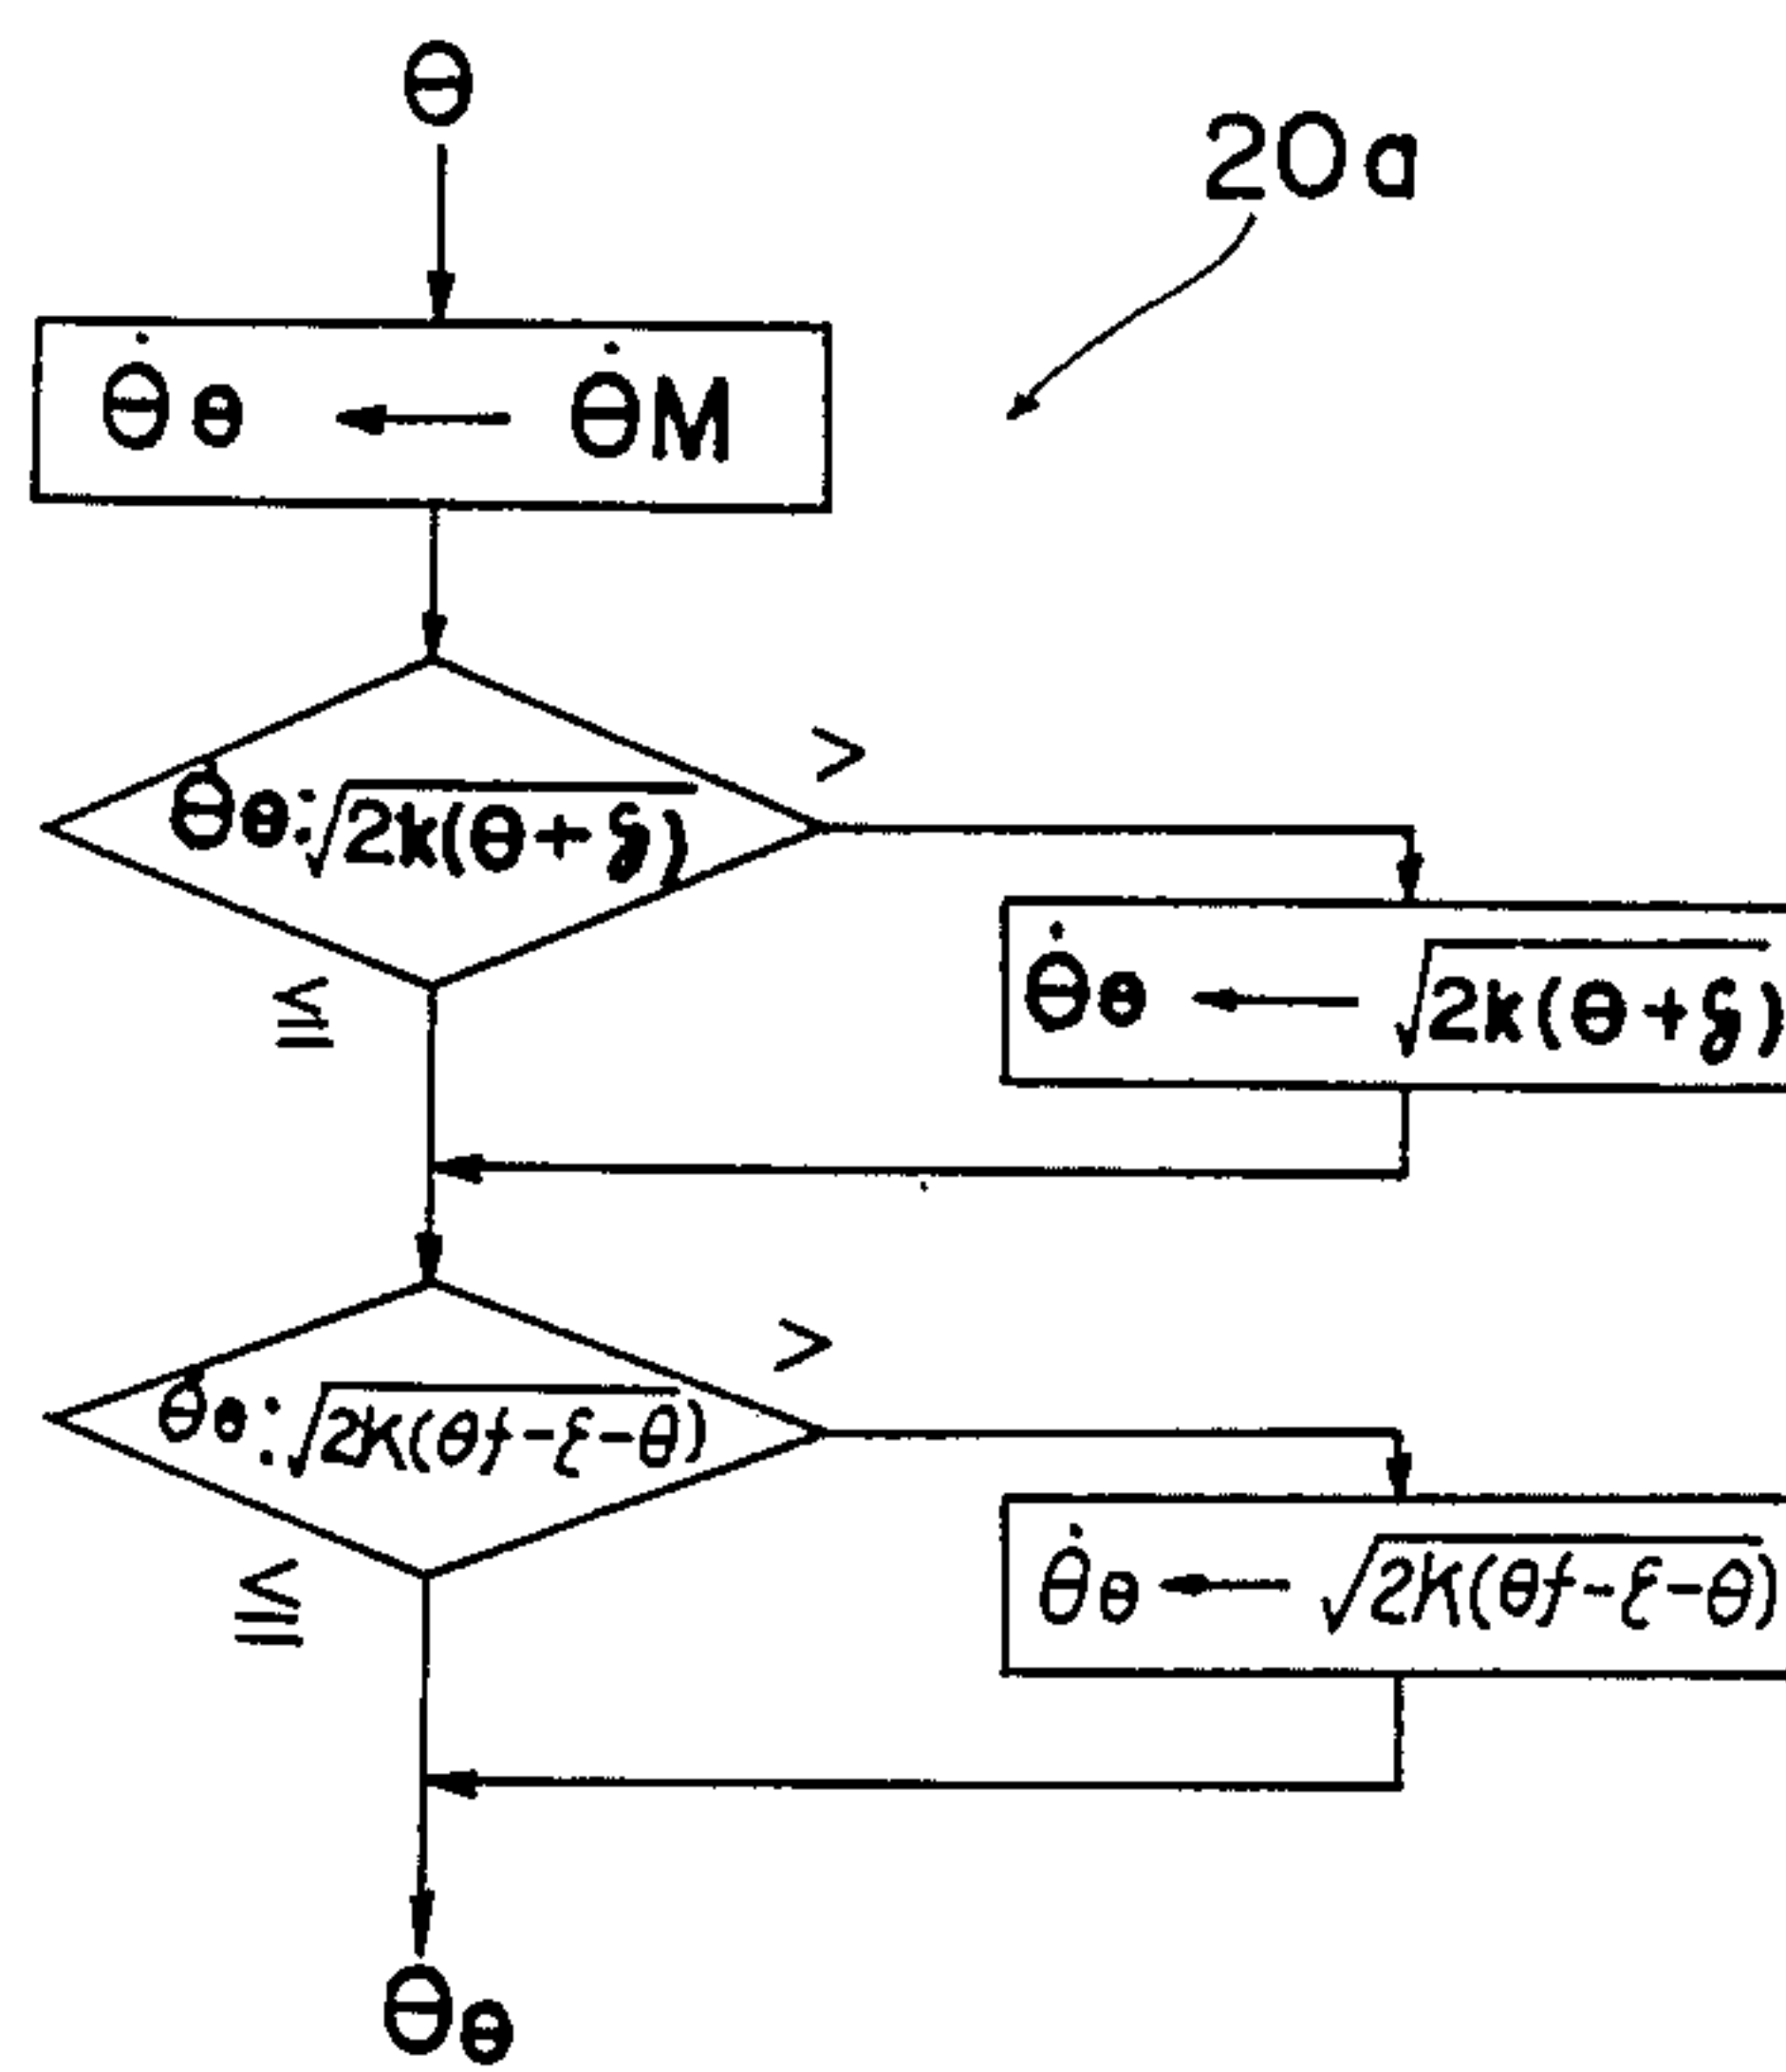 θ
20a
θ̇θ ← θ̇M
>
θ̇θ : √2k(θ+ξ)
≦
θ̇θ ← √2k(θ+ξ)
>
θ̇θ : √2K(θf-ξ-θ)
≦
θ̇θ ← √2K(θf-ξ-θ)
θθ